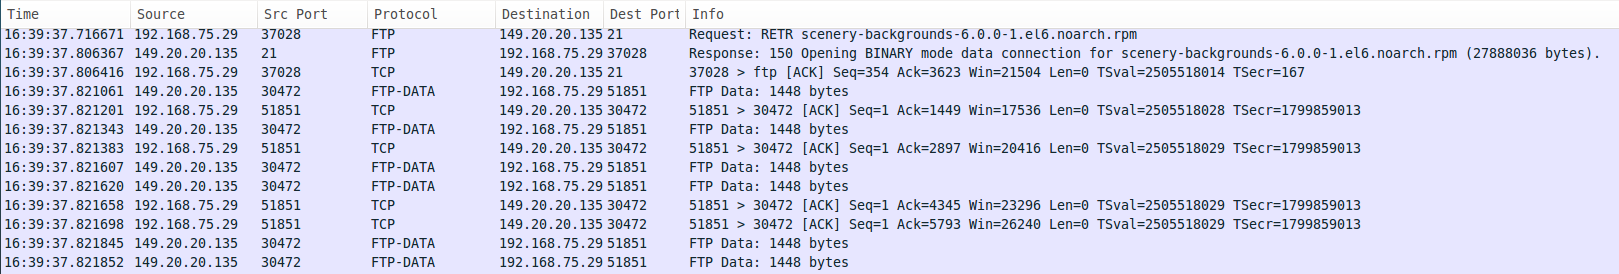 Time Source Src Port Protocol Destination Dest Port Info
16:39:37.716671 192.168.75.29 37028 FTP 149.20.20.135 21 Request: RETR scenery-backgrounds-6.0.0-1.el6.noarch.rpm
16:39:37.806367 149.20.20.135 21 FTP 192.168.75.29 37028 Response: 150 Opening BINARY mode data connection for scenery-backgrounds-6.0.0-1.el6.noarch.rpm (27888036 bytes).
16:39:37.806416 192.168.75.29 37028 TCP 149.20.20.135 21 37028 > ftp [ACK] Seq=354 Ack=3623 Win=21504 Len=0 TSval=2505518014 TSecr=167
16:39:37.821061 149.20.20.135 30472 FTP-DATA 192.168.75.29 51851 FTP Data: 1448 bytes
16:39:37.821201 192.168.75.29 51851 TCP 149.20.20.135 30472 51851 > 30472 [ACK] Seq=1 Ack=1449 Win=17536 Len=0 TSval=2505518028 TSecr=1799859013
16:39:37.821343 149.20.20.135 30472 FTP-DATA 192.168.75.29 51851 FTP Data: 1448 bytes
16:39:37.821383 192.168.75.29 51851 TCP 149.20.20.135 30472 51851 > 30472 [ACK] Seq=1 Ack=2897 Win=20416 Len=0 TSval=2505518029 TSecr=1799859013
16:39:37.821607 149.20.20.135 30472 FTP-DATA 192.168.75.29 51851 FTP Data: 1448 bytes
16:39:37.821620 149.20.20.135 30472 FTP-DATA 192.168.75.29 51851 FTP Data: 1448 bytes
16:39:37.821658 192.168.75.29 51851 TCP 149.20.20.135 30472 51851 > 30472 [ACK] Seq=1 Ack=4345 Win=23296 Len=0 TSval=2505518029 TSecr=1799859013
16:39:37.821698 192.168.75.29 51851 TCP 149.20.20.135 30472 51851 > 30472 [ACK] Seq=1 Ack=5793 Win=26240 Len=0 TSval=2505518029 TSecr=1799859013
16:39:37.821845 149.20.20.135 30472 FTP-DATA 192.168.75.29 51851 FTP Data: 1448 bytes
16:39:37.821852 149.20.20.135 30472 FTP-DATA 192.168.75.29 51851 FTP Data: 1448 bytes